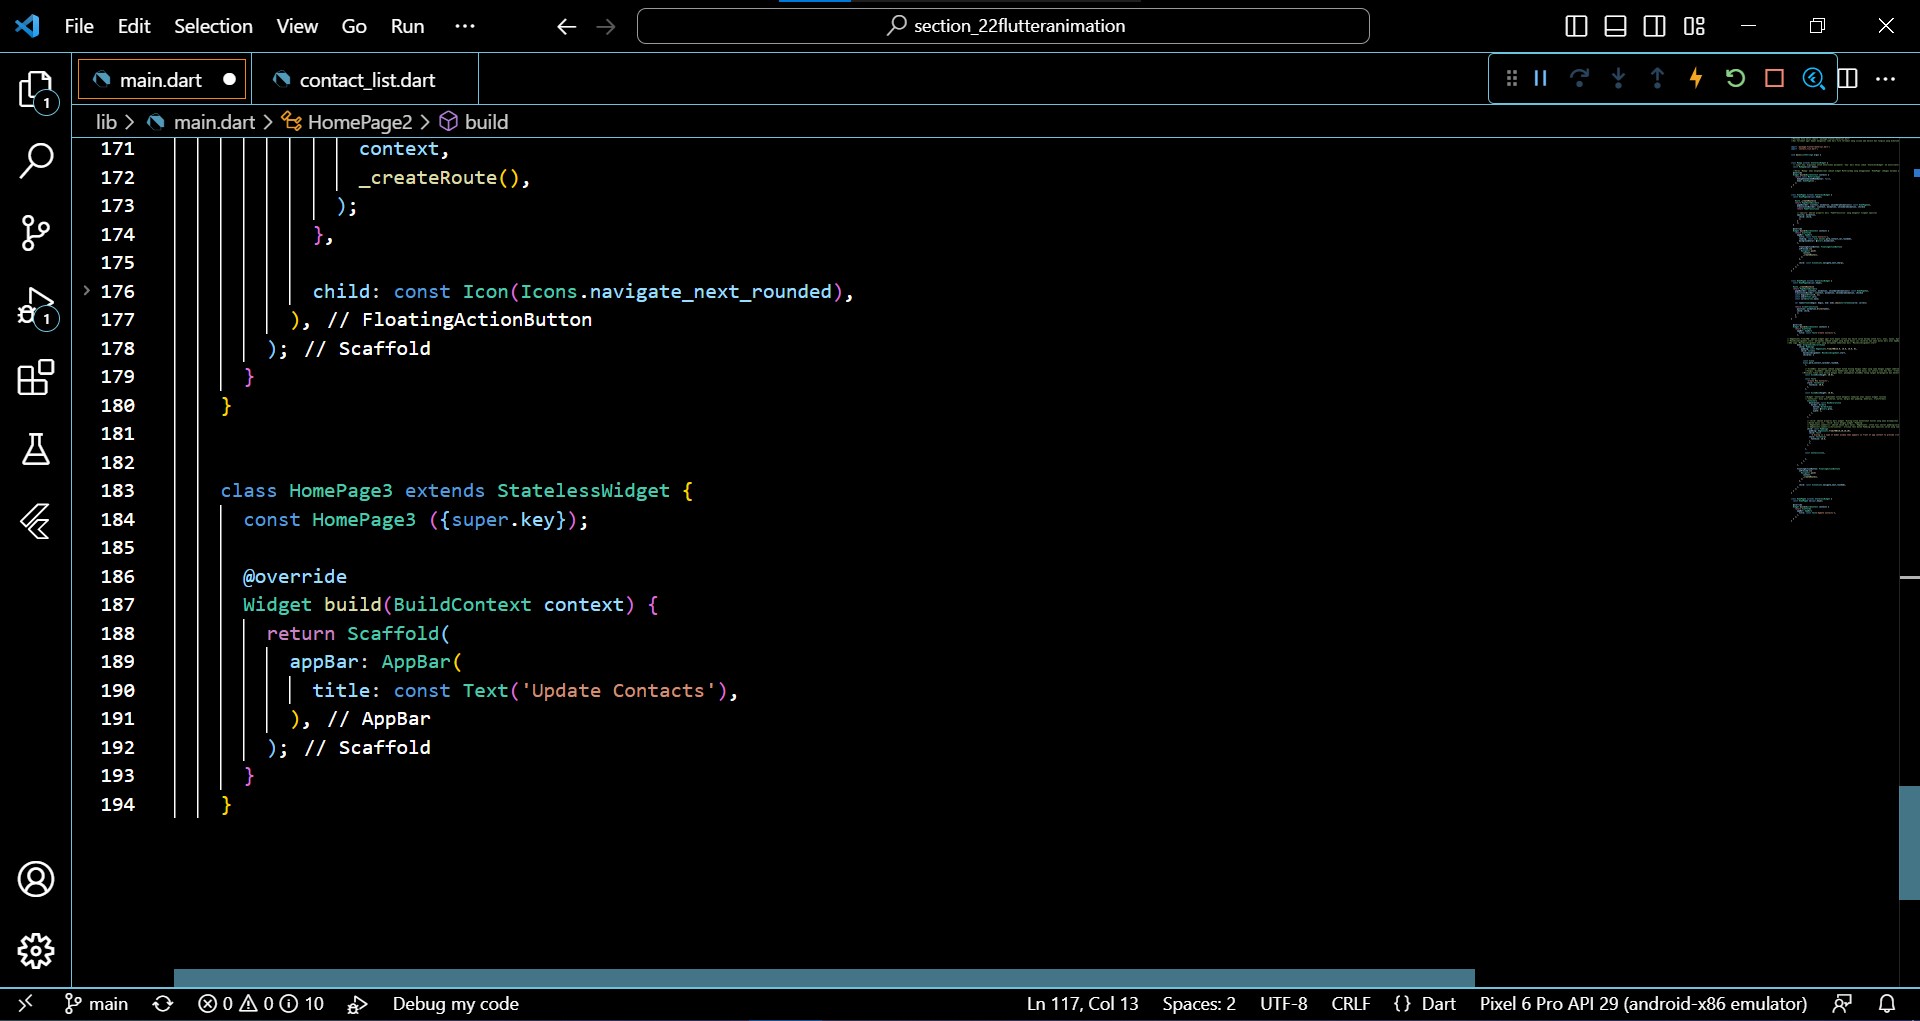 File Edit Selection View Go Run ··· section_22flutteranimation
main.dart contact_list.dart
lib > main.dart > HomePage2 > build
171 context,
172 _createRoute(),
173 );
174 },
175
176 child: const Icon(Icons.navigate_next_rounded),
177 ), // FloatingActionButton
178 ); // Scaffold
179 }
180 }
181
182
183 class HomePage3 extends StatelessWidget {
184 const HomePage3 ({super.key});
185
186 @override
187 Widget build(BuildContext context) {
188 return Scaffold(
189 appBar: AppBar(
190 title: const Text('Update Contacts'),
191 ), // AppBar
192 ); // Scaffold
193 }
194 }
1
1
main 0 0 10 Debug my code Ln 117, Col 13 Spaces: 2 UTF-8 CRLF {} Dart Pixel 6 Pro API 29 (android-x86 emulator)